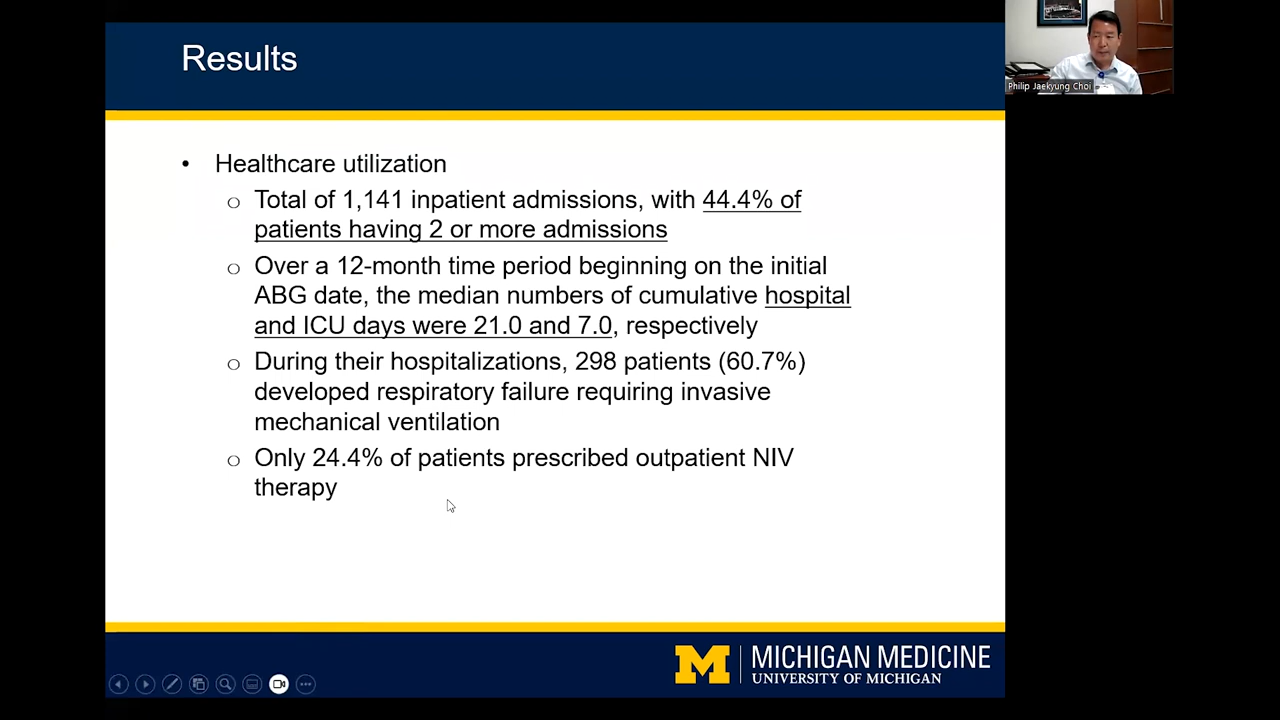 Results
Philip Jaekyung Choi
• Healthcare utilization
o Total of 1,141 inpatient admissions, with 44.4% of
patients having 2 or more admissions
o Over a 12-month time period beginning on the initial
ABG date, the median numbers of cumulative hospital
and ICU days were 21.0 and 7.0, respectively
o During their hospitalizations, 298 patients (60.7%)
developed respiratory failure requiring invasive
mechanical ventilation
o Only 24.4% of patients prescribed outpatient NIV
therapy
M MICHIGAN MEDICINE
UNIVERSITY OF MICHIGAN